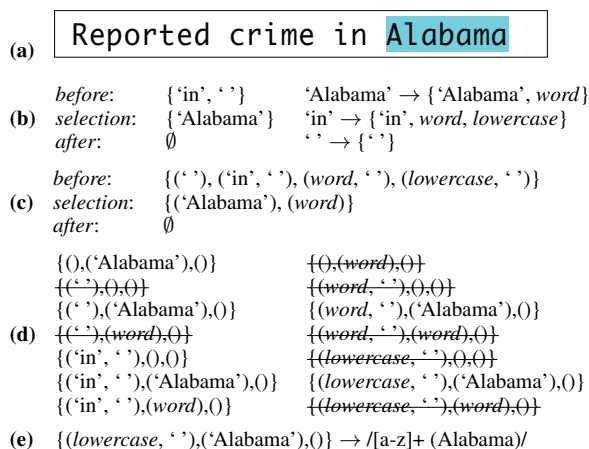 (a) Reported crime in Alabama
before: {‘in’, ‘ ’} ‘Alabama’ → {‘Alabama’, word}
(b) selection: {‘Alabama’} ‘in’ → {‘in’, word, lowercase}
after: ∅ ‘ ’ → {‘ ’}
before: {(‘ ’), (‘in’, ‘ ’), (word, ‘ ’), (lowercase, ‘ ’)}
(c) selection: {(‘Alabama’), (word)}
after: ∅
{(),(‘Alabama’),()} {(),(word),()}
{(‘ ’),(),()} {(word, ‘ ’),(),()}
{(‘ ’),(‘Alabama’),()} {(word, ‘ ’),(‘Alabama’),()}
(d) {(‘ ’),(word),()} {(word, ‘ ’),(word),()}
{(‘in’, ‘ ’),(),()} {(lowercase, ‘ ’),(),()}
{(‘in’, ‘ ’),(‘Alabama’),()} {(lowercase, ‘ ’),(‘Alabama’),()}
{(‘in’, ‘ ’),(word),()} {(lowercase, ‘ ’),(word),()}
(e) {(lowercase, ‘ ’),(‘Alabama’),()} → /[a-z]+ (Alabama)/